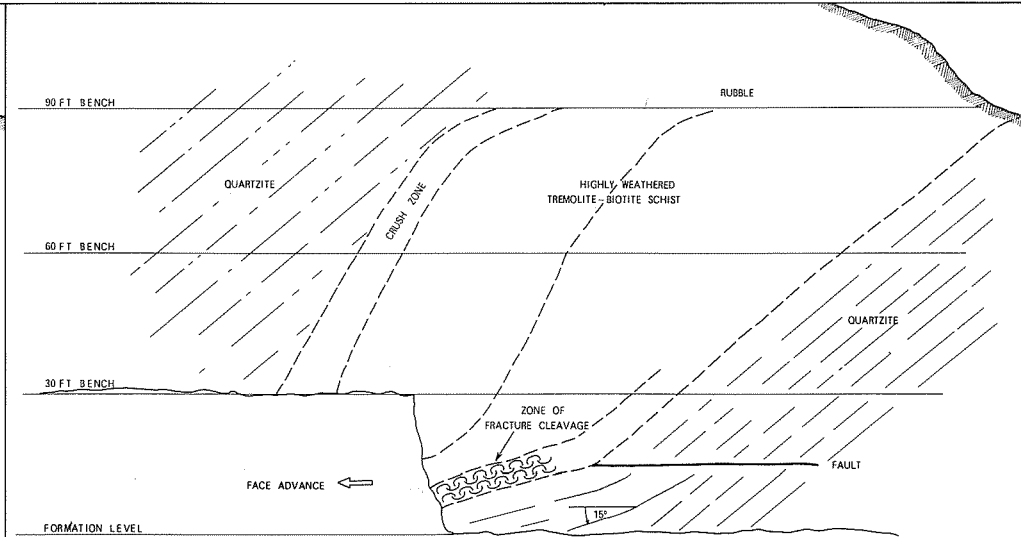 RUBBLE
90 FT BENCH
QUARTZITE
CRUSH ZONE
HIGHLY WEATHERED
TREMOLITE-BIOTITE SCHIST
60 FT BENCH
QUARTZITE
30 FT BENCH
ZONE OF
FRACTURE CLEAVAGE
FAULT
FACE ADVANCE
15°
FORMATION LEVEL